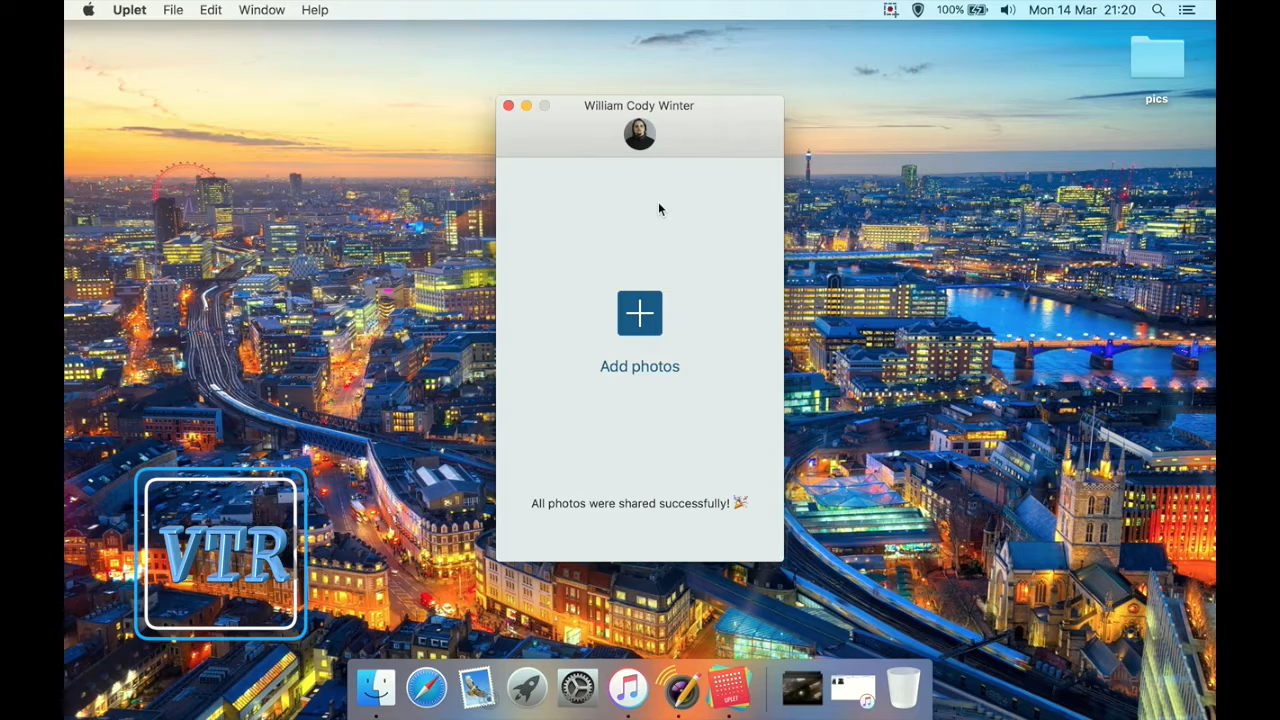 Uplet File Edit Window Help 100% Mon 14 Mar 21:20
pics
William Cody Winter
Add photos
All photos were shared successfully! 🎉
VTR
UPLET